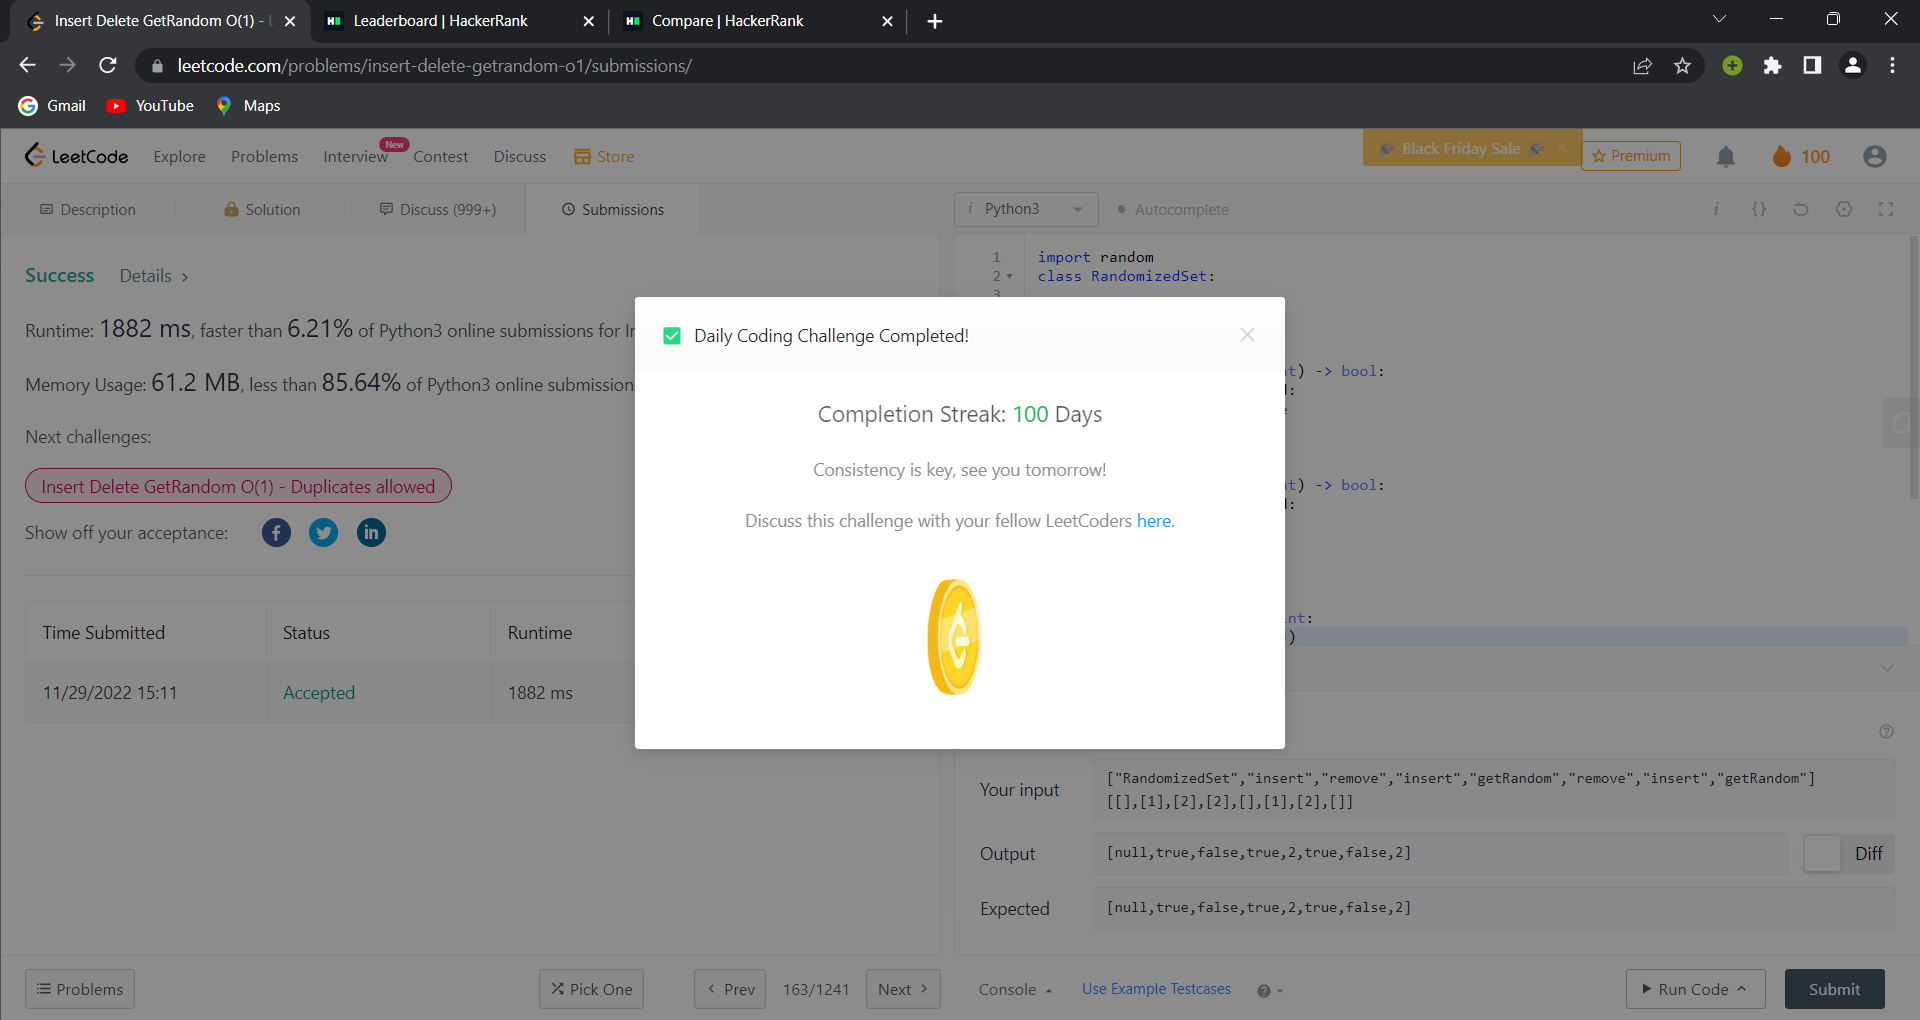 Insert Delete GetRandom O(1) -
Leaderboard | HackerRank
Compare | HackerRank
leetcode.com/problems/insert-delete-getrandom-o1/submissions/
Gmail
YouTube
Maps
LeetCode
Explore
Problems
Interview
New
Contest
Discuss
Store
Black Friday Sale
Premium
100
Description
Solution
Discuss (999+)
Submissions
i Python3
Autocomplete
i
{}
Success
Details >
Runtime: 1882 ms, faster than 6.21% of Python3 online submissions for
Memory Usage: 61.2 MB, less than 85.64% of Python3 online submission
Next challenges:
Insert Delete GetRandom O(1) - Duplicates allowed
Show off your acceptance:
Time Submitted
Status
Runtime
11/29/2022 15:11
Accepted
1882 ms
1 import random
2 class RandomizedSet:
3
t) -> bool:
:
t) -> bool:
:
nt:
)
Daily Coding Challenge Completed!
Completion Streak: 100 Days
Consistency is key, see you tomorrow!
Discuss this challenge with your fellow LeetCoders here.
Your input
["RandomizedSet","insert","remove","insert","getRandom","remove","insert","getRandom"]
[[],[1],[2],[2],[],[1],[2],[]]
Output
[null,true,false,true,2,true,false,2]
Diff
Expected
[null,true,false,true,2,true,false,2]
Problems
Pick One
< Prev
163/1241
Next >
Console
Use Example Testcases
Run Code
Submit